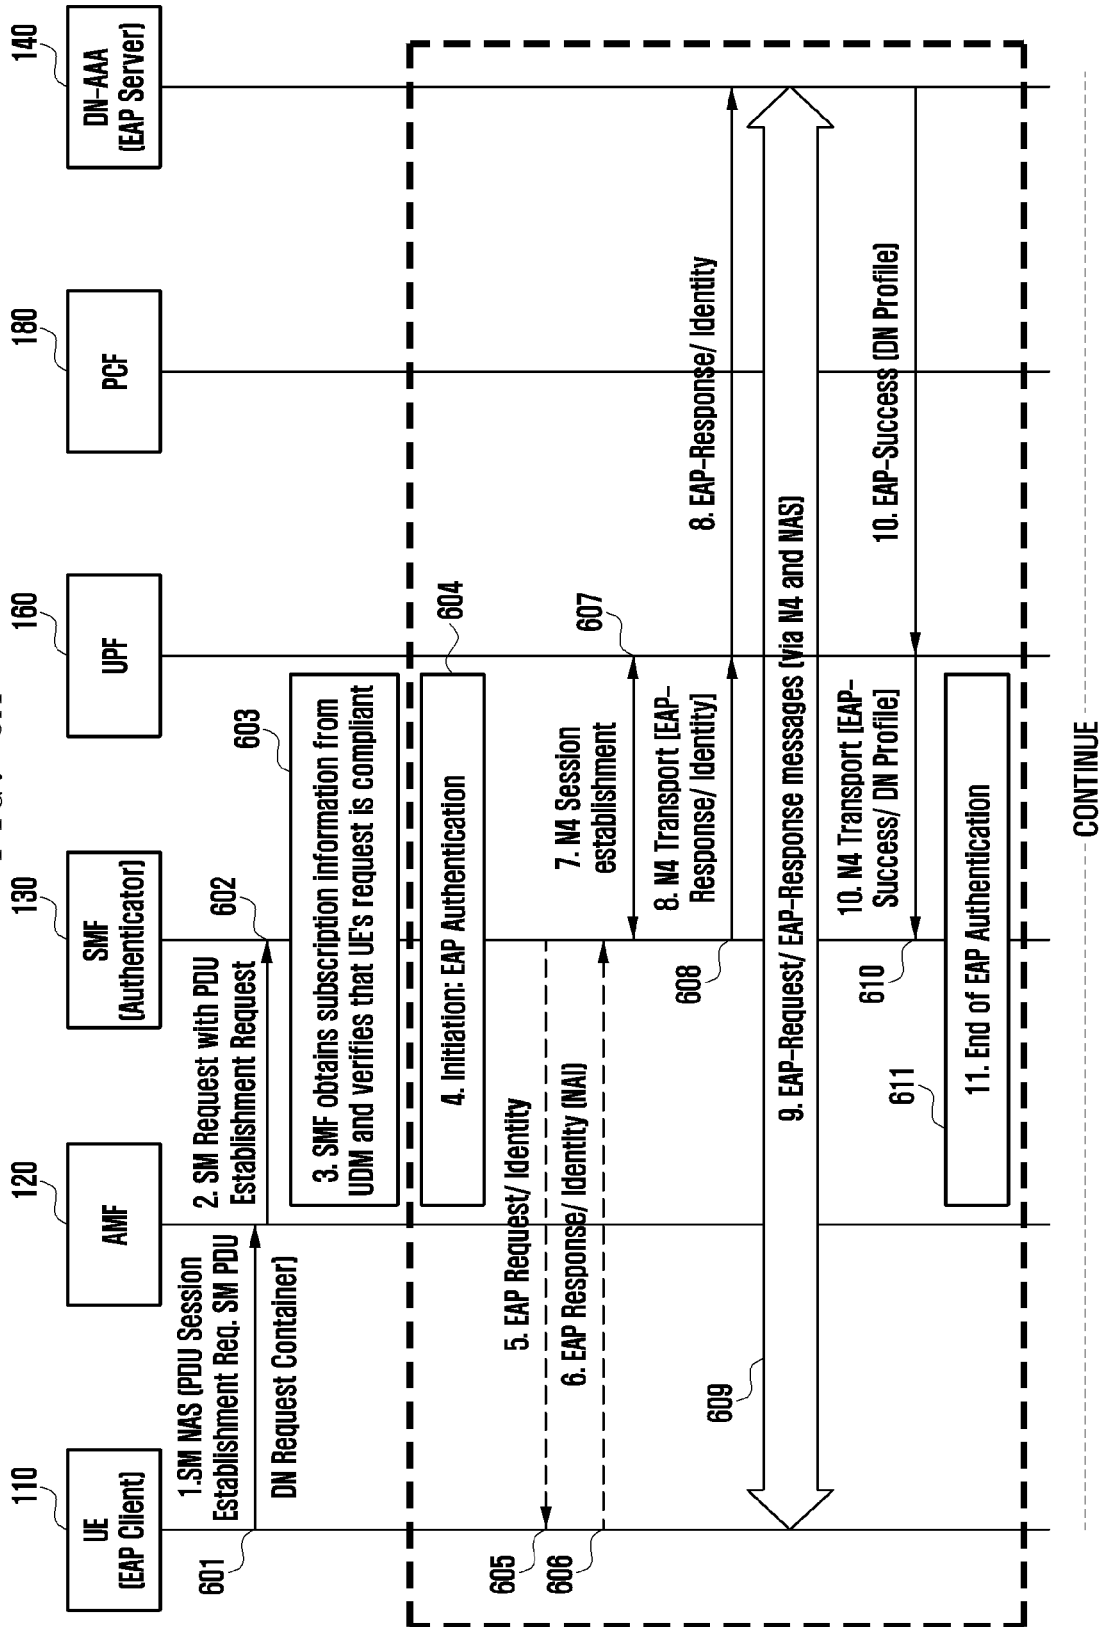 110
120
130
160
180
140
UE
(EAP Client)
AMF
SMF
(Authenticator)
UPF
PCF
DN-AAA
(EAP Server)
1.SM NAS (PDU Session
Establishment Req. SM PDU
DN Request Container)
601
2. SM Request with PDU
Establishment Request
602
603
3. SMF obtains subscription information from
UDM and verifies that UE's request is compliant
604
4. Initiation: EAP Authentication
5. EAP Request/ Identity
605
6. EAP Response/ Identity (NAI)
606
7. N4 Session
establishment
607
8. N4 Transport [EAP-
Response/ Identity]
608
8. EAP-Response/ Identity
609
9. EAP-Request/ EAP-Response messages (via N4 and NAS)
10. N4 Transport [EAP-
Success/ DN Profile]
610
10. EAP-Success (DN Profile)
611
11. End of EAP Authentication
CONTINUE